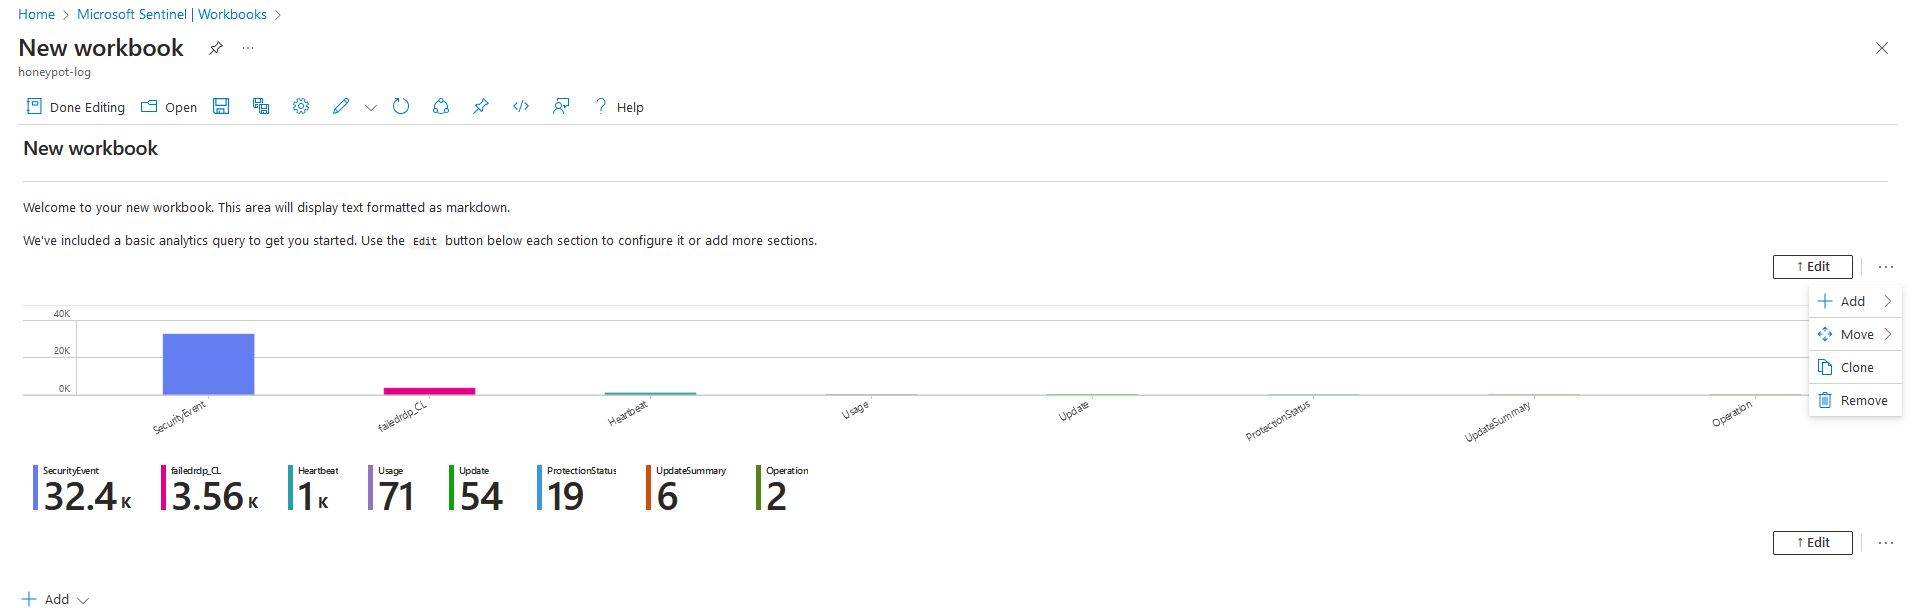 Home > Microsoft Sentinel | Workbooks >
New workbook ...
honeypot-log
Done Editing Open Help
New workbook
Welcome to your new workbook. This area will display text formatted as markdown.
We've included a basic analytics query to get you started. Use the Edit button below each section to configure it or add more sections.
↑ Edit ...
Add
Move
Clone
Remove
40K
20K
0K
SecurityEvent failedrdp_CL Heartbeat Usage Update ProtectionStatus UpdateSummary Operation
SecurityEvent failedrdp_CL Heartbeat Usage Update ProtectionStatus UpdateSummary Operation
32.4 K 3.56 K 1 K 71 54 19 6 2
↑ Edit ...
Add